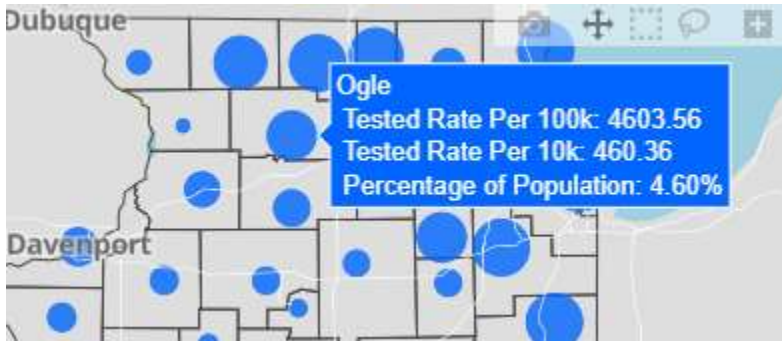 Dubuque
Ogle
Tested Rate Per 100k: 4603.56
Tested Rate Per 10k: 460.36
Percentage of Population: 4.60%
Davenport